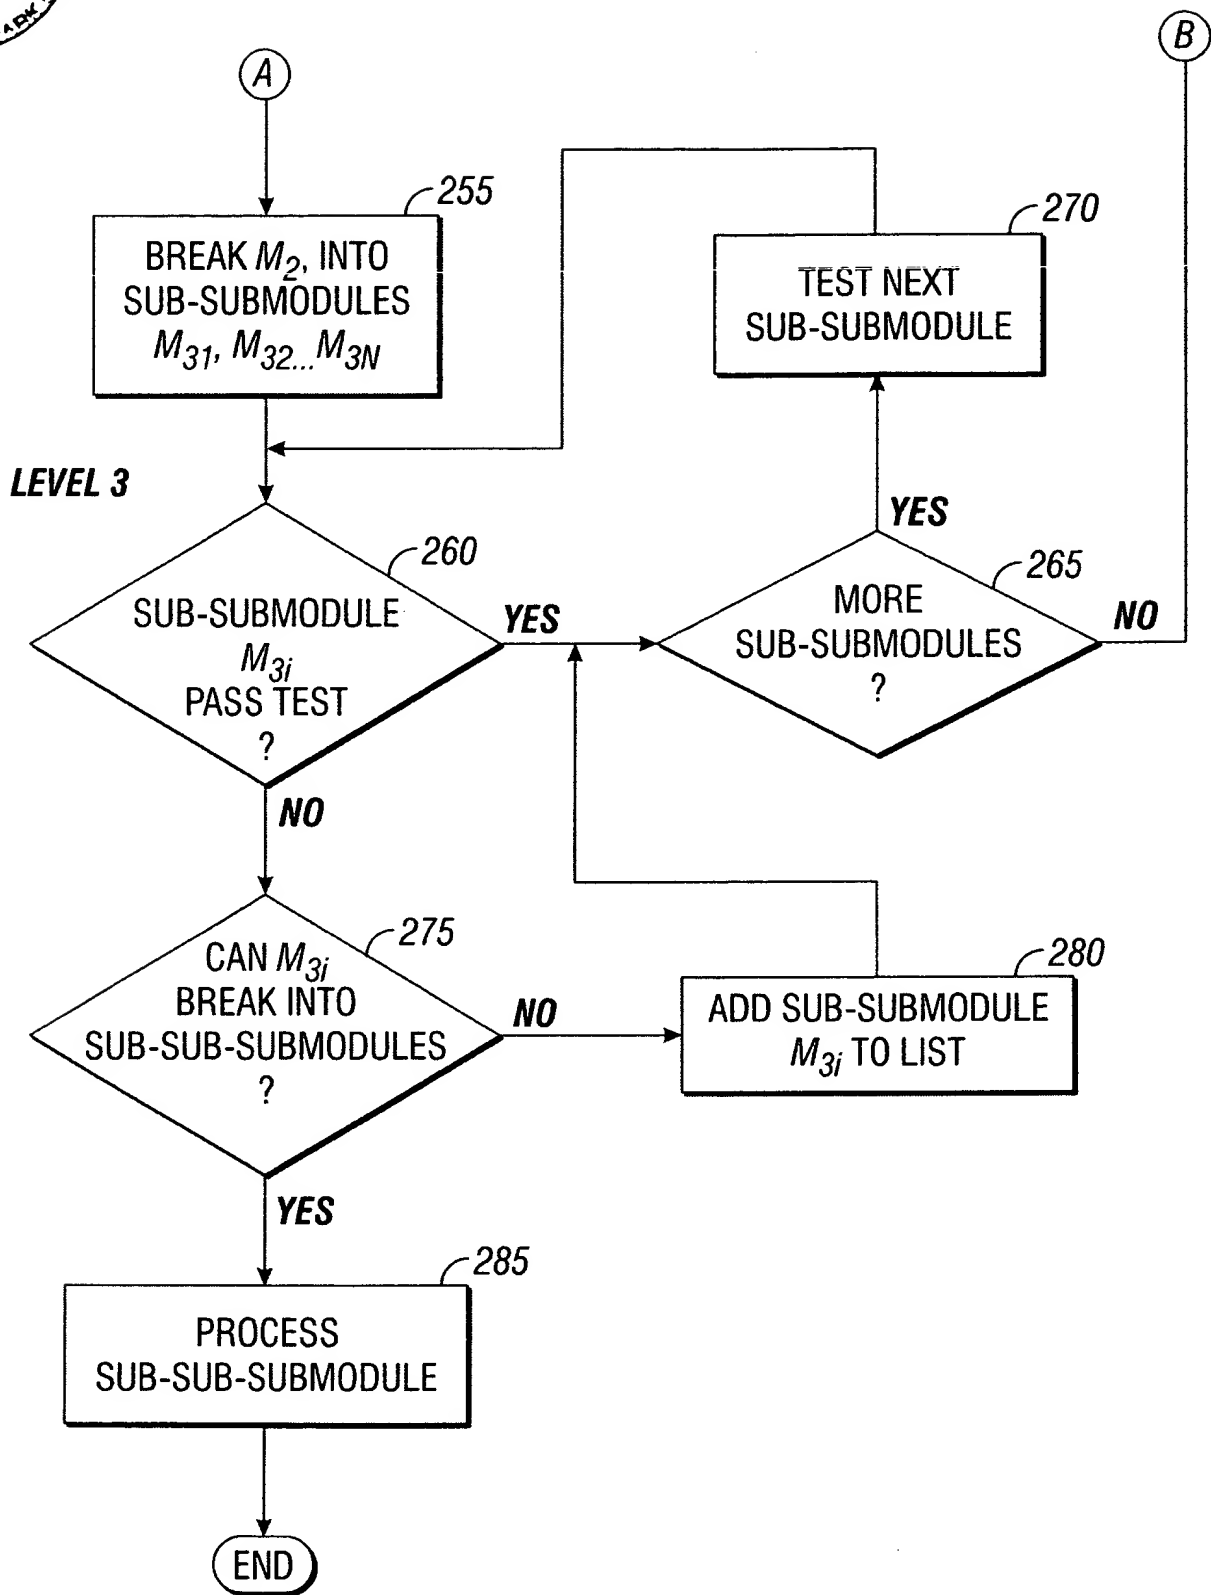 A
B
255
BREAK M2, INTO
SUB-SUBMODULES
M31, M32... M3N
270
TEST NEXT
SUB-SUBMODULE
LEVEL 3
260
SUB-SUBMODULE
M3i
PASS TEST
?
YES
NO
YES
265
MORE
SUB-SUBMODULES
?
NO
275
CAN M3i
BREAK INTO
SUB-SUB-SUBMODULES
?
NO
YES
280
ADD SUB-SUBMODULE
M3i TO LIST
285
PROCESS
SUB-SUB-SUBMODULE
END